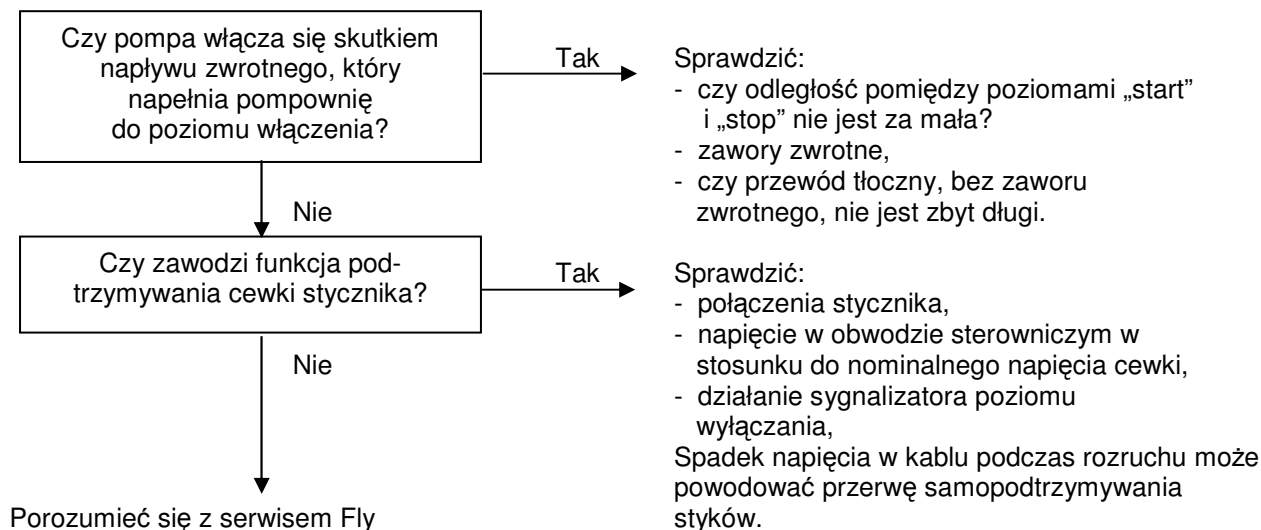 Czy pompa włącza się skutkiem
napływu zwrotnego, który
napełnia pompownię
do poziomu włączenia?
Tak
Sprawdzić:
- czy odległość pomiędzy poziomami „start”
i „stop” nie jest za mała?
- zawory zwrotne,
- czy przewód tłoczny, bez zaworu
zwrotnego, nie jest zbyt długi.
Nie
Czy zawodzi funkcja pod-
trzymywania cewki stycznika?
Tak
Sprawdzić:
- połączenia stycznika,
- napięcie w obwodzie sterowniczym w
stosunku do nominalnego napięcia cewki,
- działanie sygnalizatora poziomu
wyłączania,
Spadek napięcia w kablu podczas rozruchu może
powodować przerwę samopodtrzymywania
styków.
Nie
Porozumieć się z serwisem Fly